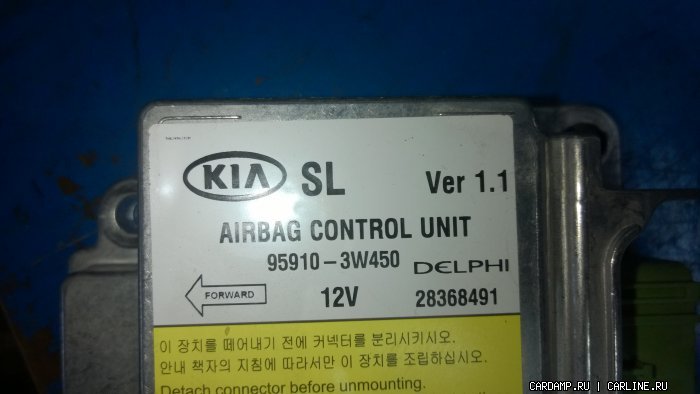 KIA SL Ver 1.1
AIRBAG CONTROL UNIT
95910-3W450 DELPHI
FORWARD 12V 28368491
이 장치를 떼어내기 전에 커넥터를 분리시키시오.
안내 책자의 지침에 따라서만 이 장치를 조립하십시오.
Detach connector before unmounting.
CARDAMP.RU | CARLINE.RU